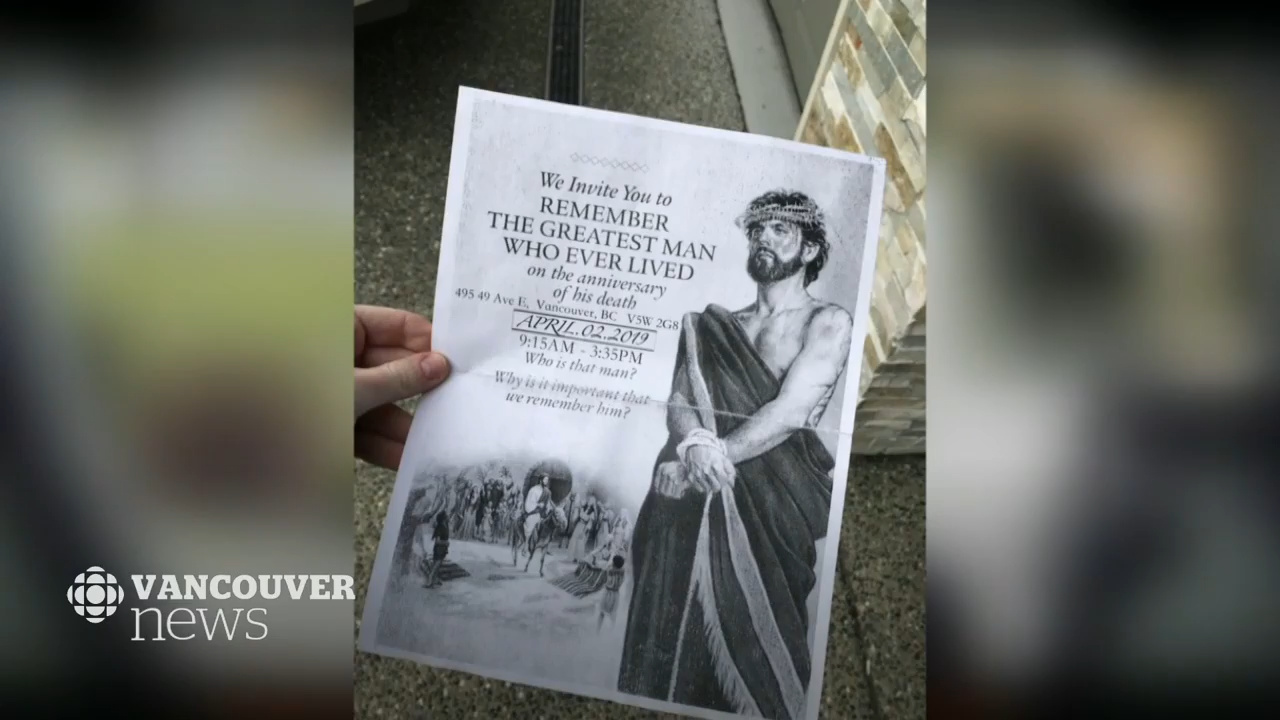 We Invite You to
REMEMBER
THE GREATEST MAN
WHO EVER LIVED
on the anniversary
of his death
495 49 Ave E, Vancouver, BC V5W 2G8
APRIL.02.2019
9:15AM - 3:35PM
Who is that man?
Why is it important that
we remember him?
VANCOUVER
news